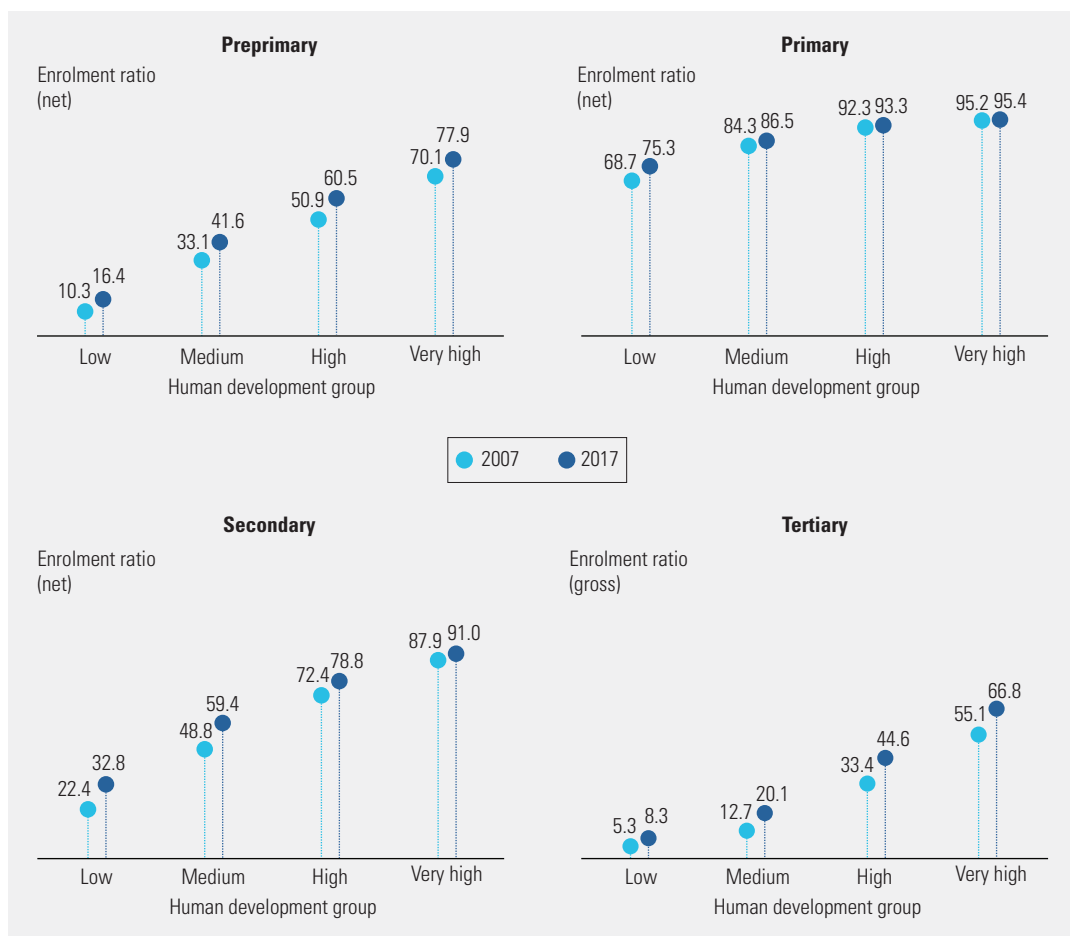 Preprimary
Enrolment ratio
(net)
77.9
70.1
60.5
50.9
41.6
33.1
16.4
10.3
Low Medium High Very high
Human development group
Primary
Enrolment ratio
(net)
95.2 95.4
92.3 93.3
84.3 86.5
75.3
68.7
Low Medium High Very high
Human development group
2007 2017
Secondary
Enrolment ratio
(net)
87.9 91.0
78.8
72.4
59.4
48.8
32.8
22.4
Low Medium High Very high
Human development group
Tertiary
Enrolment ratio
(gross)
66.8
55.1
44.6
33.4
20.1
12.7
8.3
5.3
Low Medium High Very high
Human development group